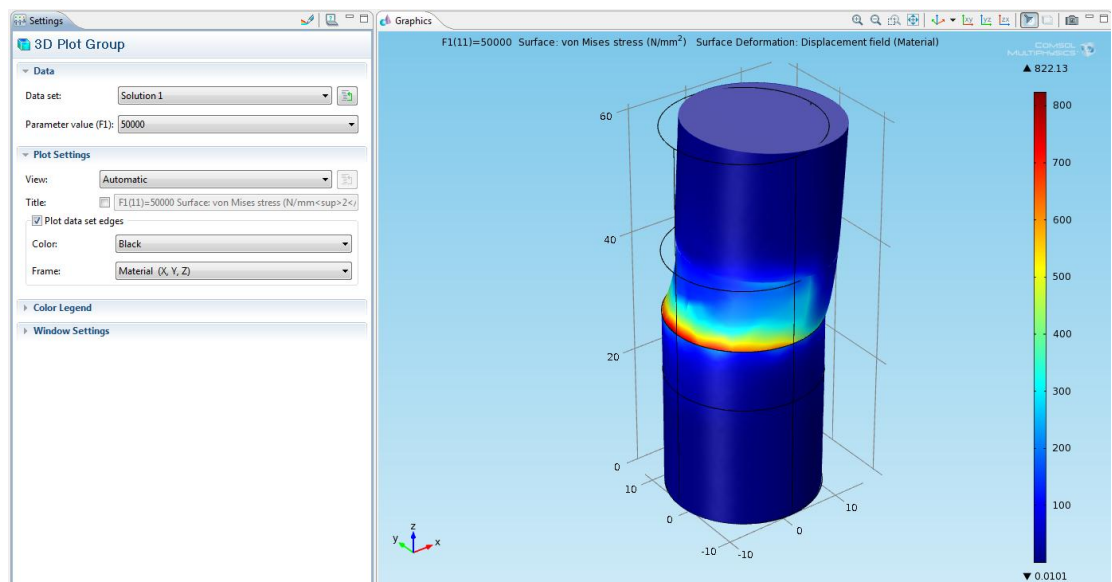 Settings
3D Plot Group
Data
Data set: Solution 1
Parameter value (F1): 50000
Plot Settings
View: Automatic
Title: F1(11)=50000 Surface: von Mises stress (N/mm<sup>2</
Plot data set edges
Color: Black
Frame: Material (X, Y, Z)
Color Legend
Window Settings
Graphics
xy yz zx
F1(11)=50000 Surface: von Mises stress (N/mm²) Surface Deformation: Displacement field (Material)
COMSOL
MULTIPHYSICS
▲ 822.13
60
40
20
0
10
0
-10
-10
0
10
z
y
x
800
700
600
500
400
300
200
100
▼ 0.0101